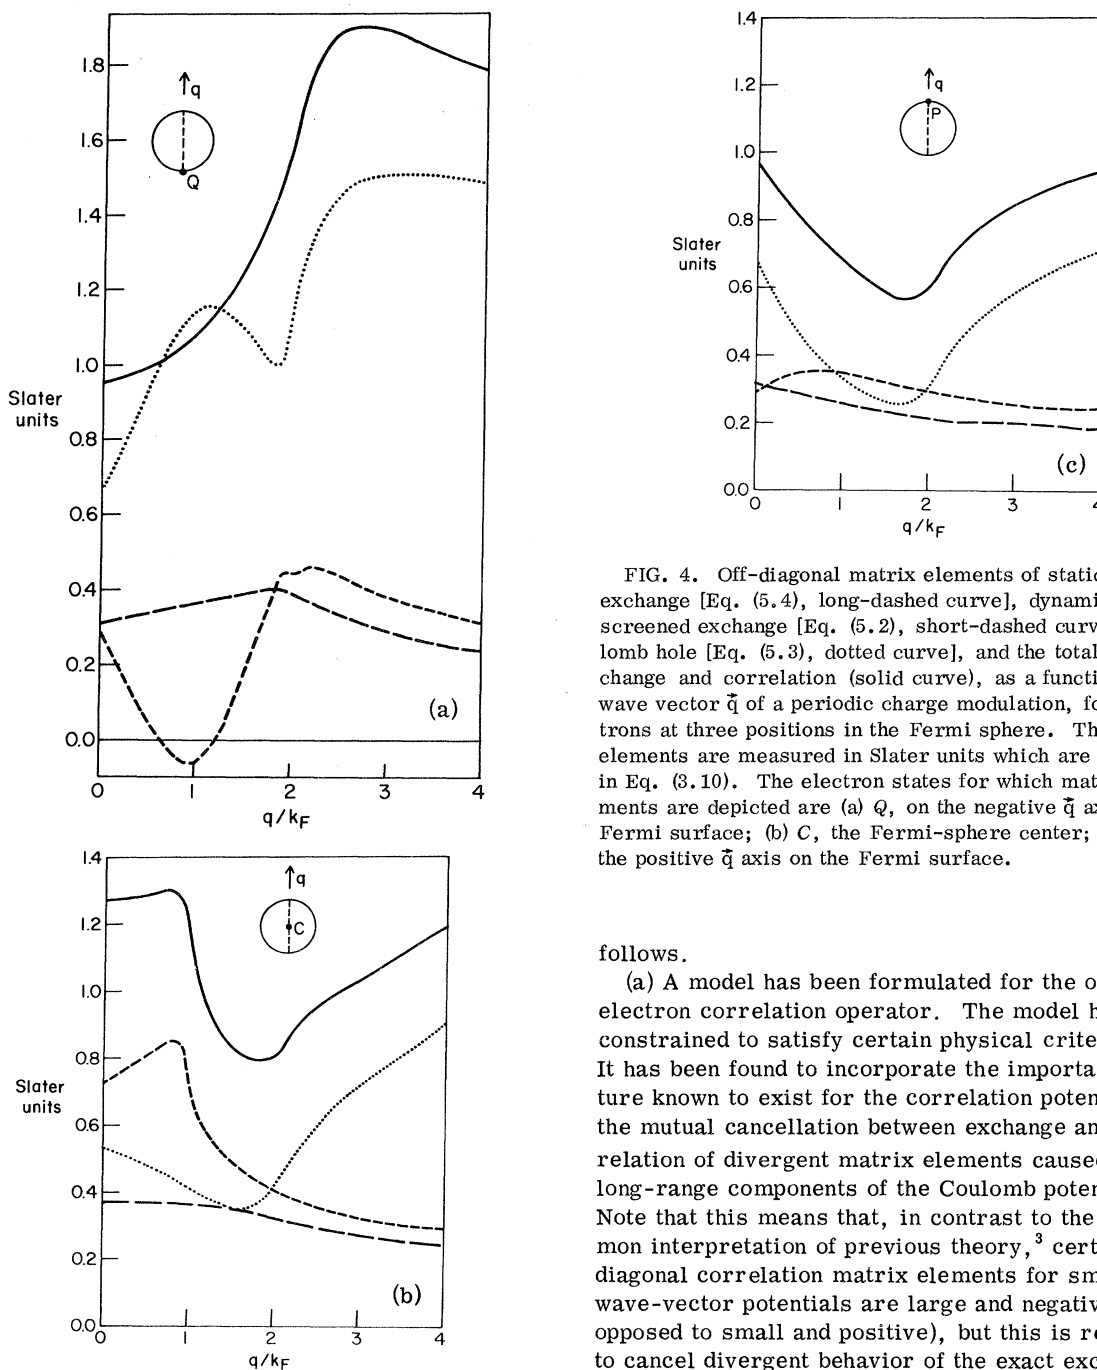 1.8
1.6
1.4
1.2
1.0
0.8
0.6
0.4
0.2
0.0
Slater
units
q
Q
(a)
0 1 2 3 4
q/kF
1.4
1.2
1.0
0.8
0.6
0.4
0.2
0.0
Slater
units
q
C
(b)
0 1 2 3 4
q/kF
1.4
1.2
1.0
0.8
0.6
0.4
0.2
0.0
Slater
units
q
P
(c)
0 1 2 3 4
q/kF
FIG. 4. Off-diagonal matrix elements of static
exchange [Eq. (5.4), long-dashed curve], dynami
screened exchange [Eq. (5.2), short-dashed curv
lomb hole [Eq. (5.3), dotted curve], and the total
change and correlation (solid curve), as a functi
wave vector q⃗ of a periodic charge modulation, fo
trons at three positions in the Fermi sphere. Th
elements are measured in Slater units which are
in Eq. (3.10). The electron states for which mat
ments are depicted are (a) Q, on the negative q⃗ ax
Fermi surface; (b) C, the Fermi-sphere center;
the positive q⃗ axis on the Fermi surface.
follows.
(a) A model has been formulated for the o
electron correlation operator. The model h
constrained to satisfy certain physical crite
It has been found to incorporate the importa
ture known to exist for the correlation poten
the mutual cancellation between exchange an
relation of divergent matrix elements cause
long-range components of the Coulomb poten
Note that this means that, in contrast to the
mon interpretation of previous theory,³ cert
diagonal correlation matrix elements for sm
wave-vector potentials are large and negativ
opposed to small and positive), but this is re
to cancel divergent behavior of the exact exc